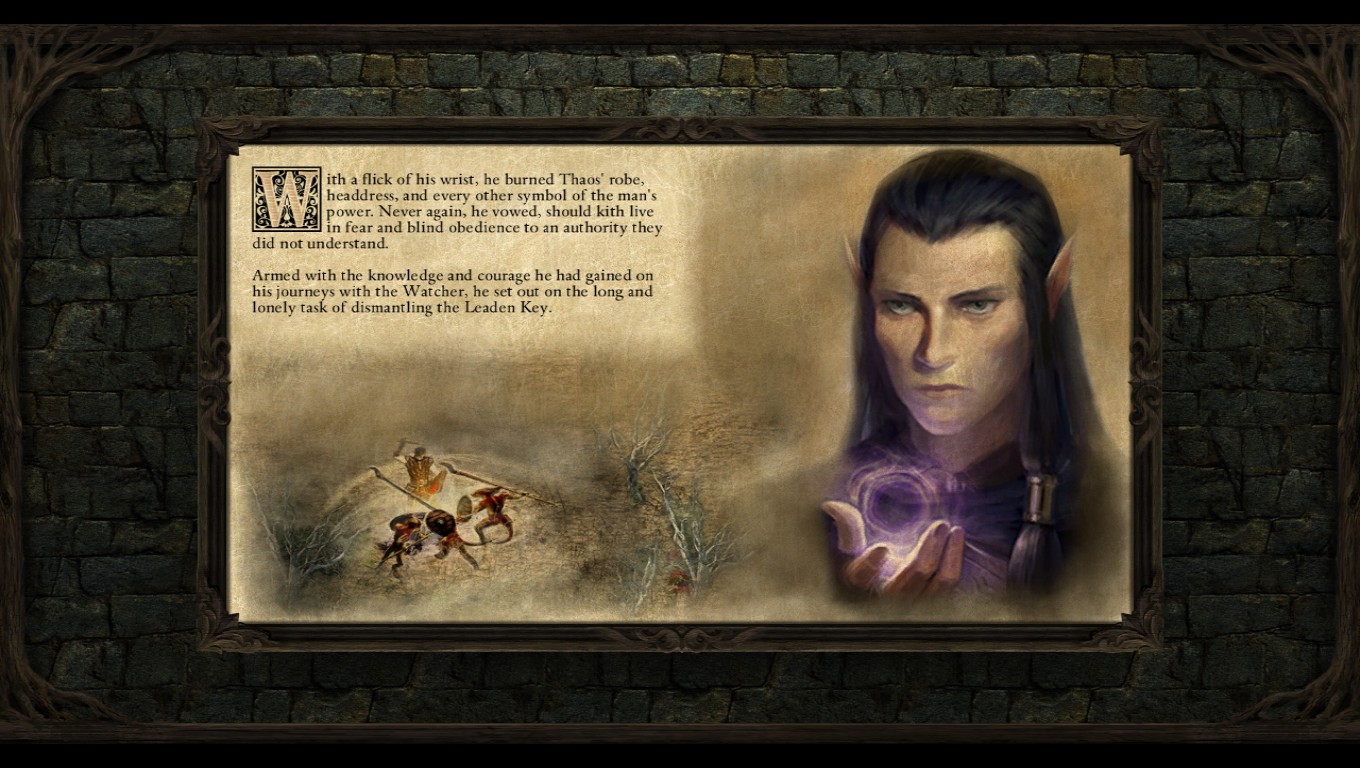 With a flick of his wrist, he burned Thaos' robe,
headdress, and every other symbol of the man's
power. Never again, he vowed, should kith live
in fear and blind obedience to an authority they
did not understand.
Armed with the knowledge and courage he had gained on
his journeys with the Watcher, he set out on the long and
lonely task of dismantling the Leaden Key.